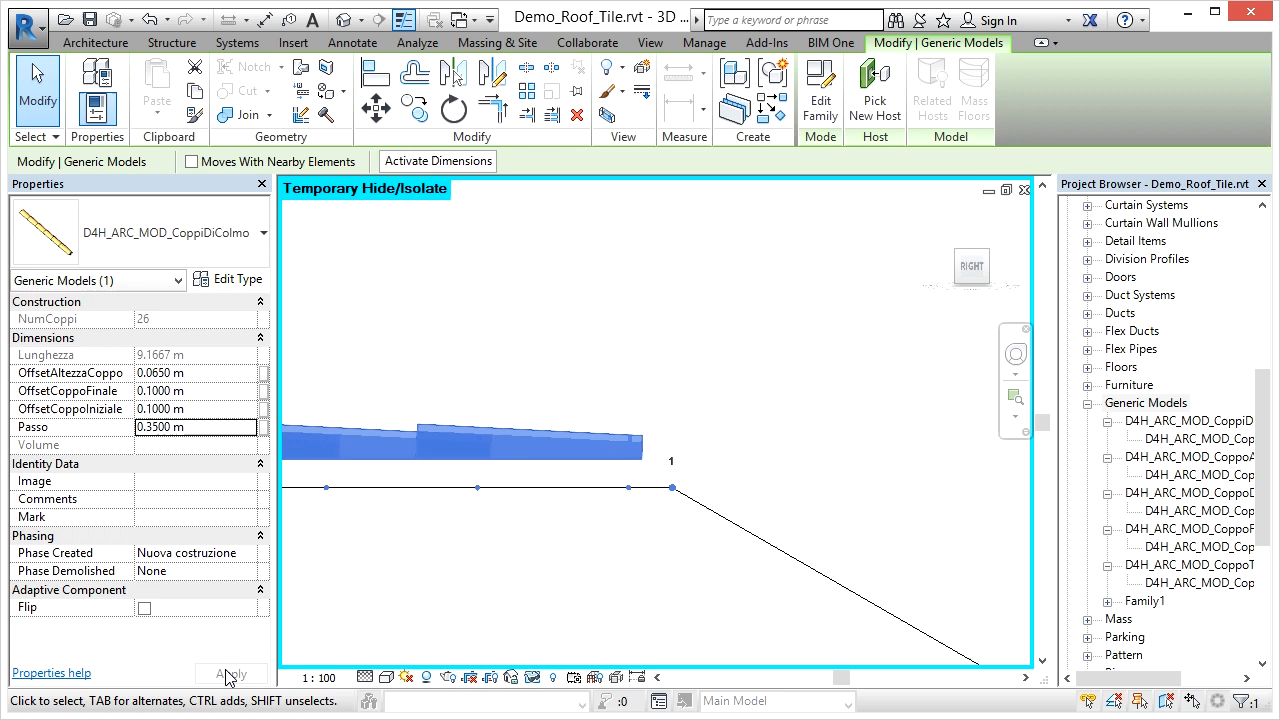 Demo_Roof_Tile.rvt - 3D ...
Type a keyword or phrase
Sign In
Architecture Structure Systems Insert Annotate Analyze Massing & Site Collaborate View Manage Add-Ins BIM One Modify | Generic Models
Modify
Paste
Notch
Cut
Join
Edit Family
Pick New Host
Related Hosts
Mass Floors
Select Properties Clipboard Geometry Modify View Measure Create Mode Host Model
Modify | Generic Models
Moves With Nearby Elements
Activate Dimensions
Properties
D4H_ARC_MOD_CoppiDiColmo
Generic Models (1)
Edit Type
Construction
NumCoppi 26
Dimensions
Lunghezza 9.1667 m
OffsetAltezzaCoppo 0.0650 m
OffsetCoppoFinale 0.1000 m
OffsetCoppoIniziale 0.1000 m
Passo 0.3500 m
Volume
Identity Data
Image
Comments
Mark
Phasing
Phase Created Nuova costruzione
Phase Demolished None
Adaptive Component
Flip
Properties help
Apply
Temporary Hide/Isolate
RIGHT
1
1 : 100
Project Browser - Demo_Roof_Tile.rvt
Curtain Systems
Curtain Wall Mullions
Detail Items
Division Profiles
Doors
Duct Systems
Ducts
Flex Ducts
Flex Pipes
Floors
Furniture
Generic Models
D4H_ARC_MOD_CoppiD
D4H_ARC_MOD_Cop
D4H_ARC_MOD_CoppoA
D4H_ARC_MOD_Cop
D4H_ARC_MOD_CoppoD
D4H_ARC_MOD_Cop
D4H_ARC_MOD_CoppoF
D4H_ARC_MOD_Cop
D4H_ARC_MOD_CoppoT
D4H_ARC_MOD_Cop
Family1
Mass
Parking
Pattern
Click to select, TAB for alternates, CTRL adds, SHIFT unselects.
:0
Main Model
:1